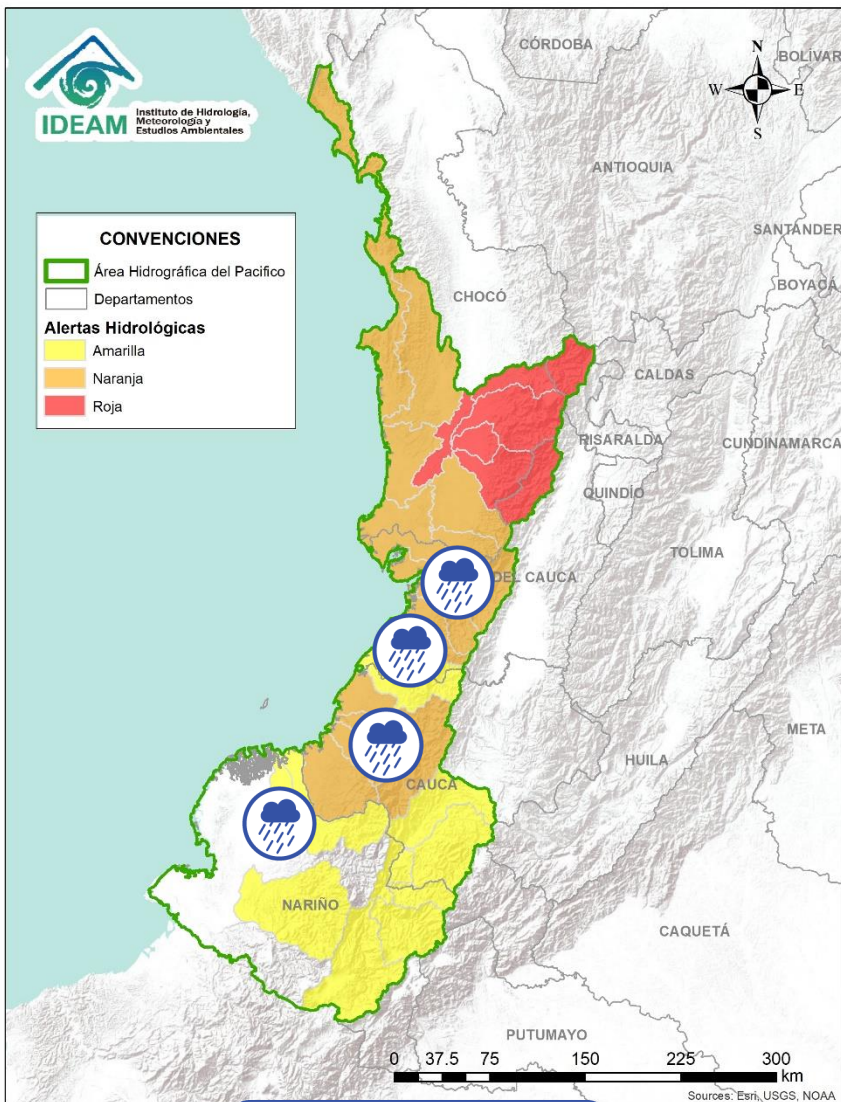 IDEAM
Instituto de Hidrología,
Meteorología y
Estudios Ambientales
CÓRDOBA
BOLÍVAR
N
W
E
S
ANTIOQUIA
SANTANDER
BOYACÁ
CONVENCIONES
Área Hidrográfica del Pacifico
Departamentos
Alertas Hidrológicas
Amarilla
Naranja
Roja
CHOCÓ
CALDAS
RISARALDA
CUNDINAMARCA
QUINDÍO
TOLIMA
DEL CAUCA
META
HUILA
CAUCA
NARIÑO
CAQUETÁ
PUTUMAYO
0 37.5 75 150 225 300
km
Sources: Esri, USGS, NOAA